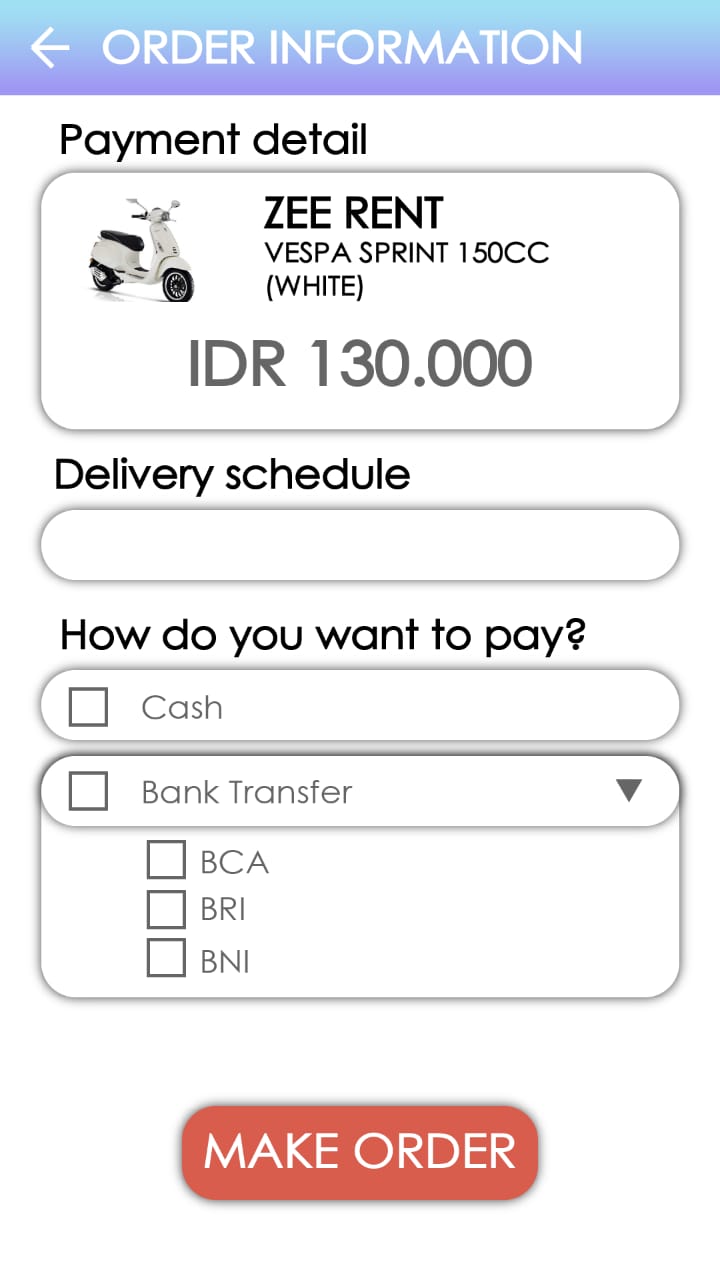 ORDER INFORMATION
Payment detail
ZEE RENT
VESPA SPRINT 150CC
(WHITE)
IDR 130.000
Delivery schedule
How do you want to pay?
Cash
Bank Transfer
BCA
BRI
BNI
MAKE ORDER